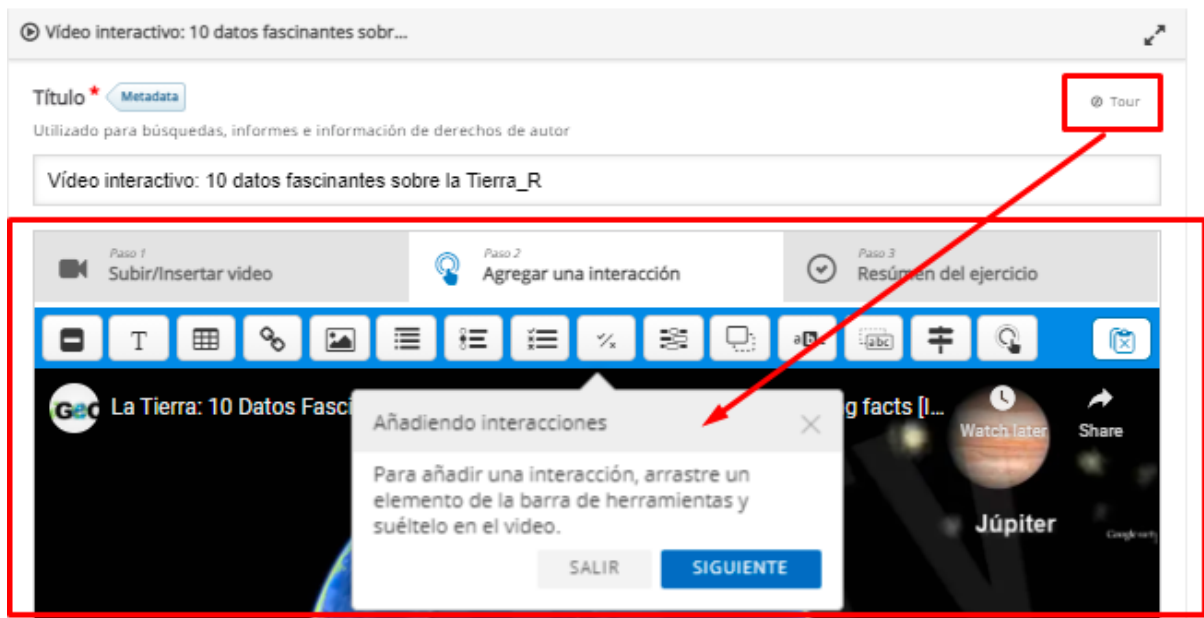 Vídeo interactivo: 10 datos fascinantes sobr...
Título * Metadata
Tour
Utilizado para búsquedas, informes e información de derechos de autor
Vídeo interactivo: 10 datos fascinantes sobre la Tierra_R
Paso 1
Subir/Insertar video
Paso 2
Agregar una interacción
Paso 3
Resúmen del ejercicio
T
abc
Geo La Tierra: 10 Datos Fasci
g facts [I...
Watch later
Share
Añadiendo interacciones
Para añadir una interacción, arrastre un
elemento de la barra de herramientas y
suéltelo en el video.
Júpiter
SALIR SIGUIENTE